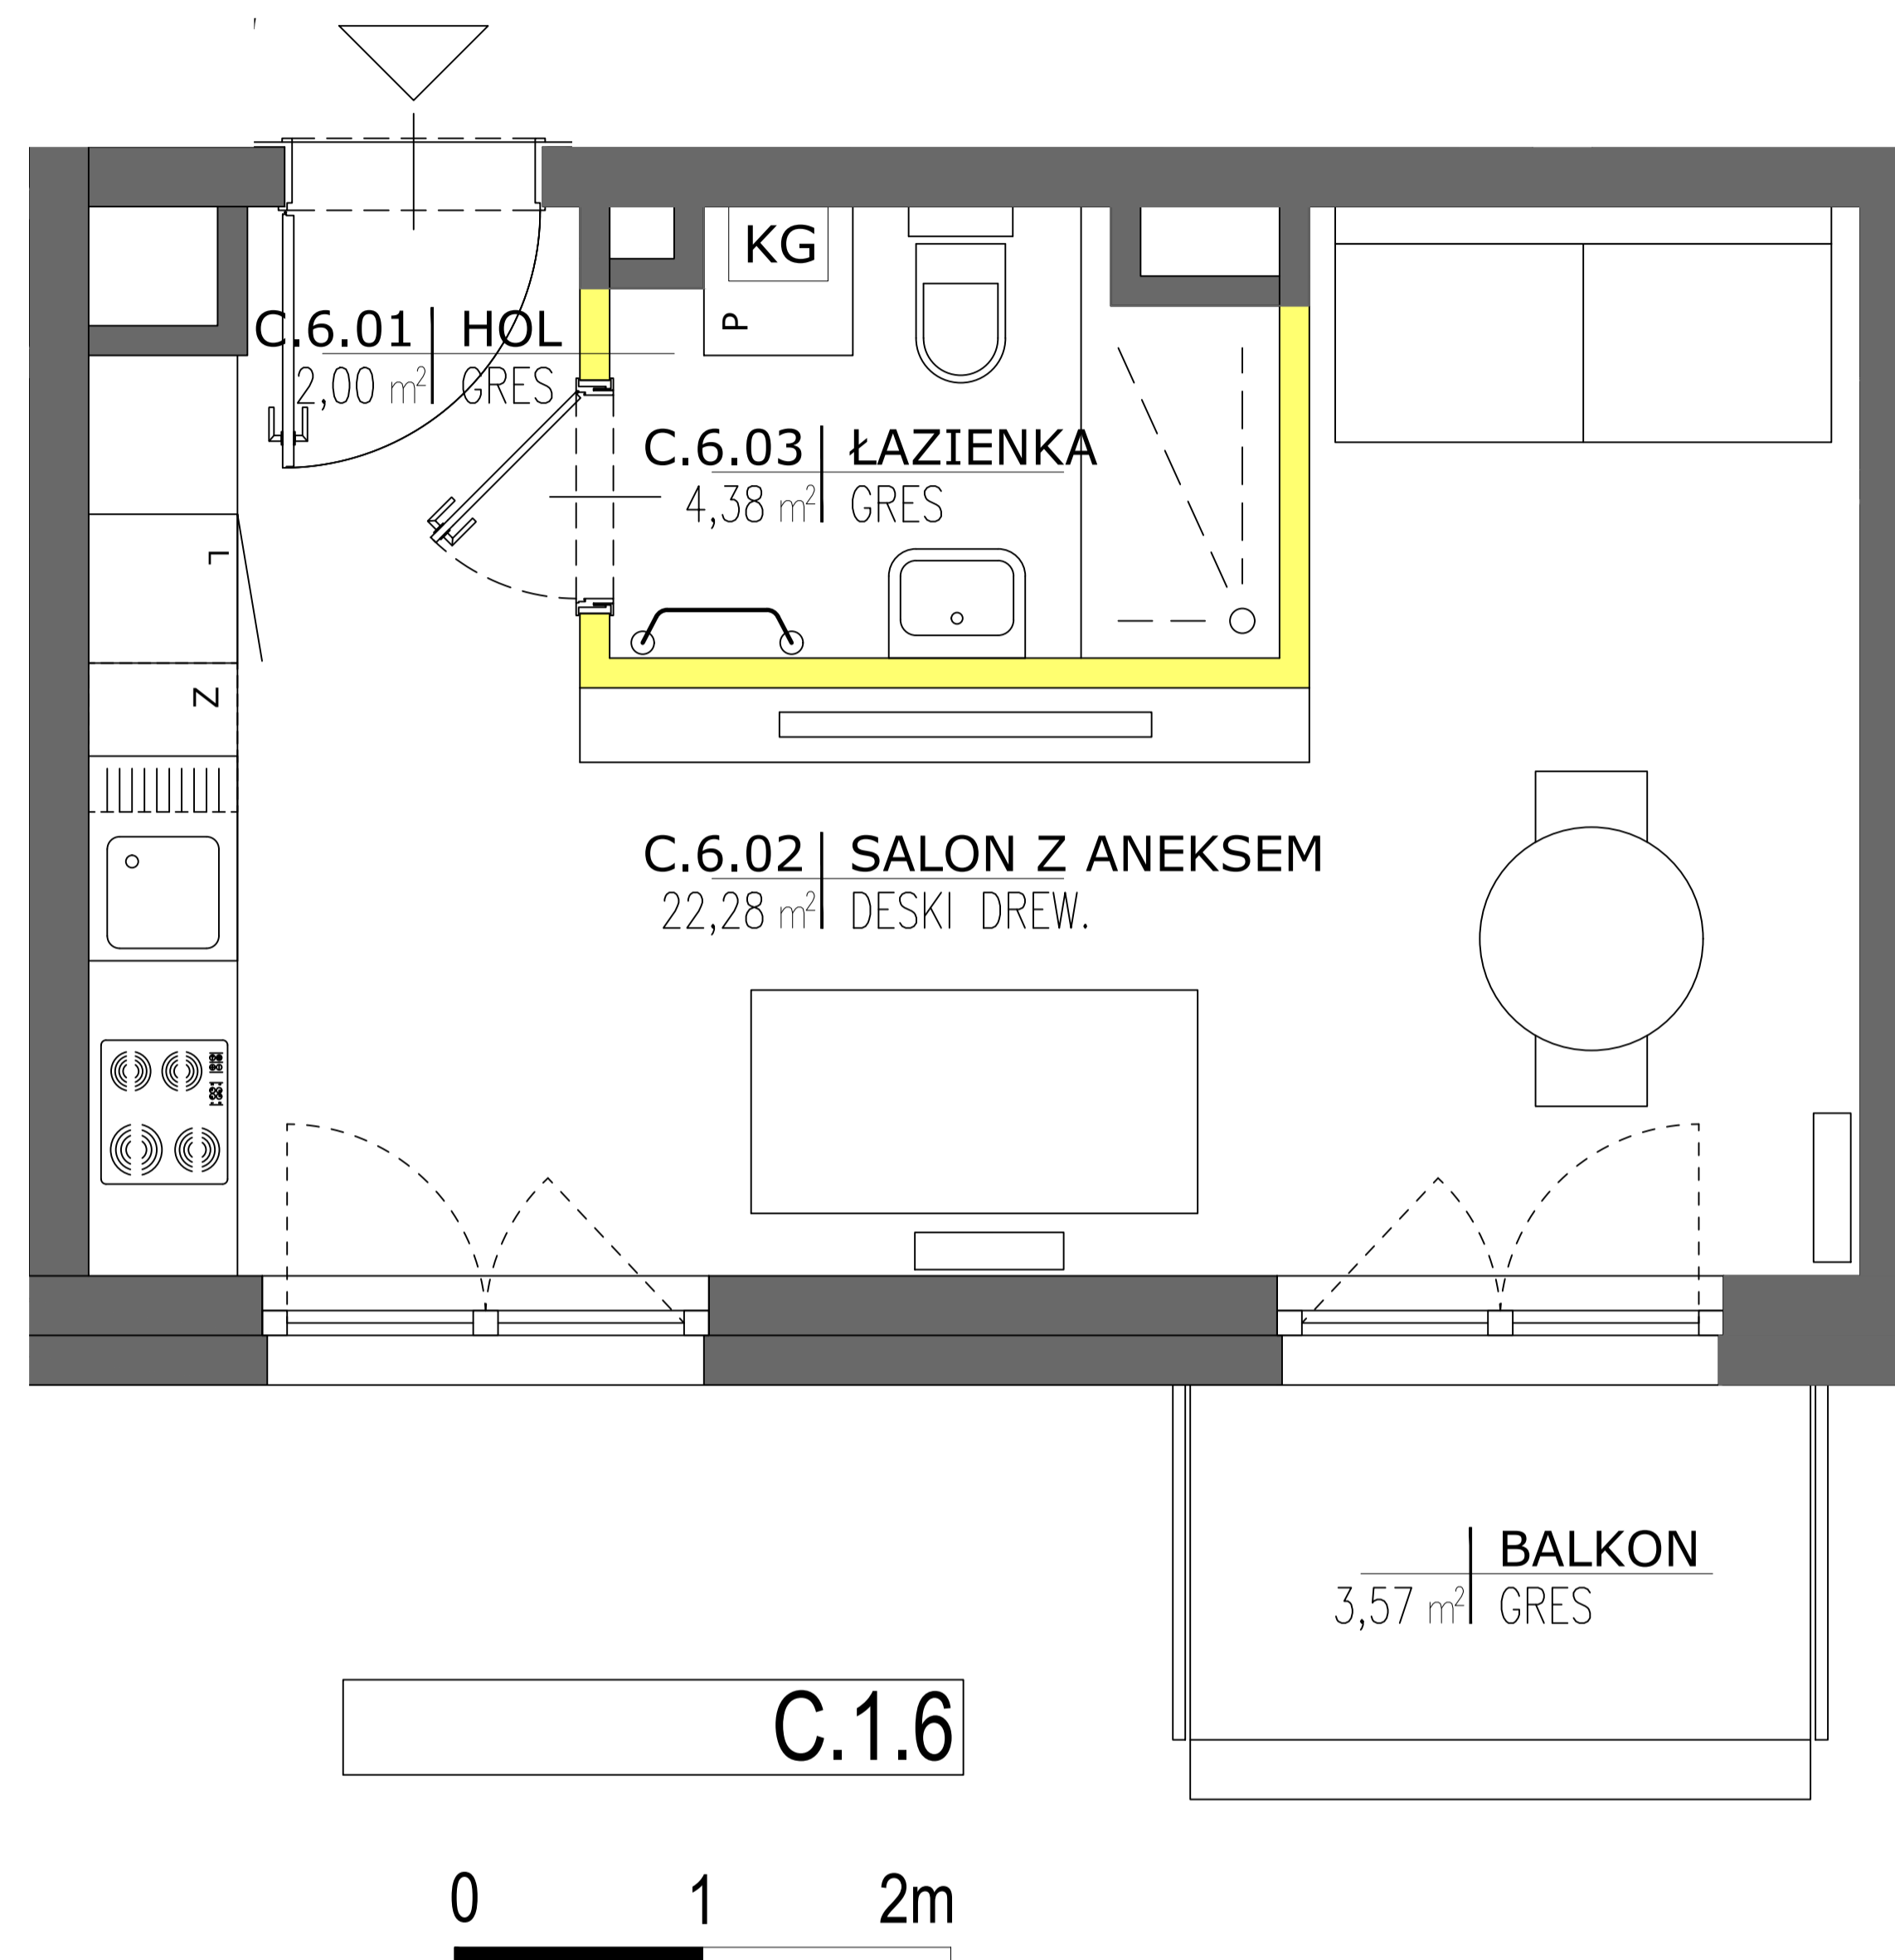 KG
P
C.6.01 HOL
2,00 m² GRES
C.6.03 ŁAZIENKA
4,38 m² GRES
L
Z
C.6.02 SALON Z ANEKSEM
22,28 m² DESKI DREW.
BALKON
3,57 m² GRES
C.1.6
0 1 2m